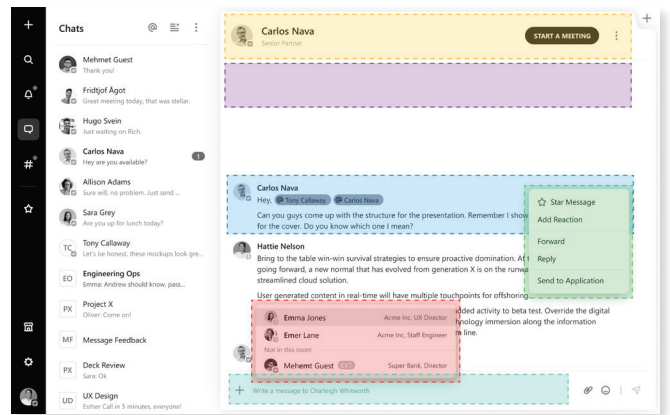 Chats
Mehmet Guest
Thank you!
Fridtjof Ågot
Great meeting today, that was stellar.
Hugo Svein
Just waiting on Rich.
Carlos Nava
Hey are you available?
1
Allison Adams
Sure will, no problem. Just send ...
Sara Grey
Are you up for lunch today?
TC Tony Callaway
Let's be honest, these mockups look gre...
EO Engineering Ops
Emma: Andrew should know, pass...
PX Project X
Oliver: Come on!
MF Message Feedback
PX Deck Review
Sara: Ok
UD UX Design
Esther Call in 5 minutes, everyone!
Carlos Nava
Senior Partner
START A MEETING
Carlos Nava
Hey, @ Tony Callaway @ Carlos Nava
Can you guys come up with the structure for the presentation. Remember I show
for the cover. Do you know which one I mean?
Hattie Nelson
Bring to the table win-win survival strategies to ensure proactive domination. At
going forward, a new normal that has evolved from generation X is on the runwa
streamlined cloud solution.
User generated content in real-time will have multiple touchpoints for offshoring
dded activity to beta test. Override the digital
hnology immersion along the information
m line.
Star Message
Add Reaction
Forward
Reply
Send to Application
Emma Jones Acme Inc, UX Director
Emer Lane Acme Inc, Staff Engineer
Not in this room
Mehemt Guest EXT Super Bank, Director
Write a message to Charleigh Whitworth